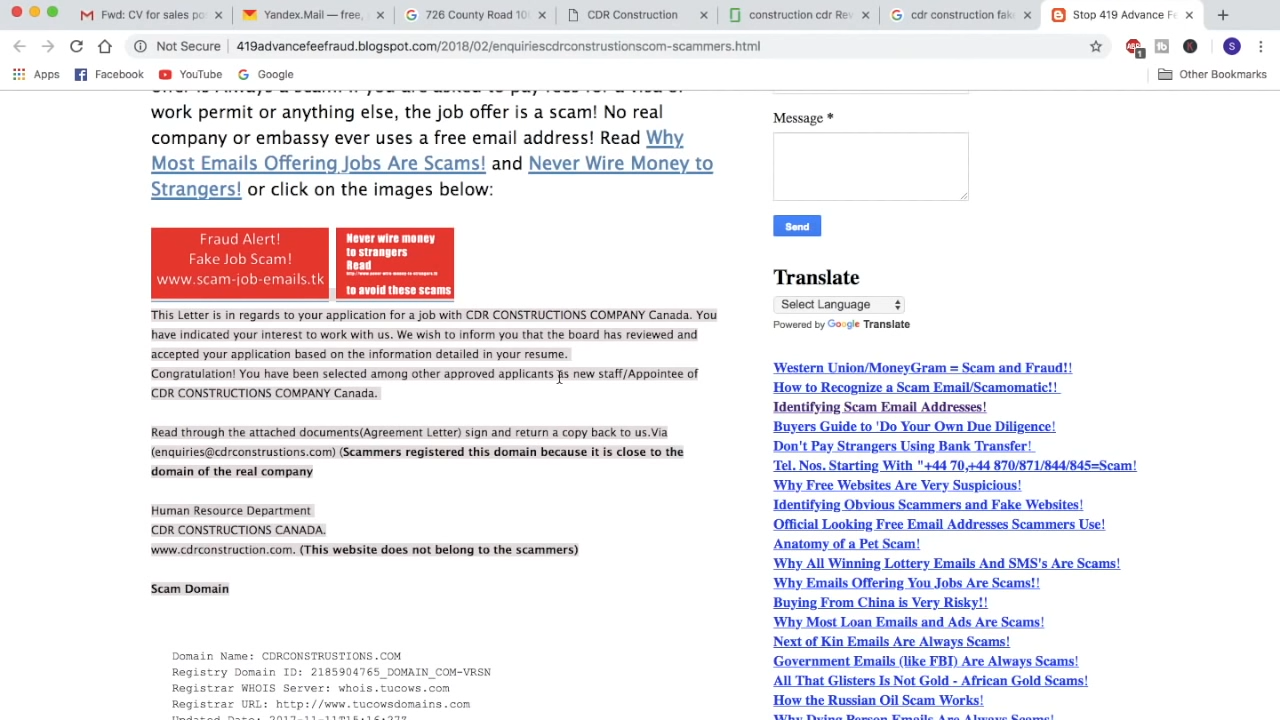 Fwd: CV for sales po
Yandex.Mail — free,
726 County Road 10
CDR Construction
construction cdr Rev
cdr construction fake
Stop 419 Advance Fe
Not Secure
419advancefeefraud.blogspot.com/2018/02/enquiriescdrconstrustionscom-scammers.html
ABP
1
S
Apps
Facebook
YouTube
Google
Other Bookmarks
offer is Always a scam! If you are asked to pay fees for a visa or
work permit or anything else, the job offer is a scam! No real
company or embassy ever uses a free email address! Read Why
Most Emails Offering Jobs Are Scams! and Never Wire Money to
Strangers! or click on the images below:
Fraud Alert!
Fake Job Scam!
www.scam-job-emails.tk
Never wire money
to strangers
Read
to avoid these scams
This Letter is in regards to your application for a job with CDR CONSTRUCTIONS COMPANY Canada. You
have indicated your interest to work with us. We wish to inform you that the board has reviewed and
accepted your application based on the information detailed in your resume.
Congratulation! You have been selected among other approved applicants as new staff/Appointee of
CDR CONSTRUCTIONS COMPANY Canada.
Read through the attached documents(Agreement Letter) sign and return a copy back to us.Via
(enquiries@cdrconstrustions.com) (Scammers registered this domain because it is close to the
domain of the real company
Human Resource Department
CDR CONSTRUCTIONS CANADA.
www.cdrconstruction.com. (This website does not belong to the scammers)
Scam Domain
Domain Name: CDRCONSTRUSTIONS.COM
Registry Domain ID: 2185904765_DOMAIN_COM-VRSN
Registrar WHOIS Server: whois.tucows.com
Registrar URL: http://www.tucowsdomains.com
Updated Date: 2017-11-11T15:16:27Z
Message *
Send
Translate
Select Language
Powered by Google Translate
Western Union/MoneyGram = Scam and Fraud!!
How to Recognize a Scam Email/Scamomatic!!
Identifying Scam Email Addresses!
Buyers Guide to 'Do Your Own Due Diligence!
Don't Pay Strangers Using Bank Transfer!
Tel. Nos. Starting With "+44 70,+44 870/871/844/845=Scam!
Why Free Websites Are Very Suspicious!
Identifying Obvious Scammers and Fake Websites!
Official Looking Free Email Addresses Scammers Use!
Anatomy of a Pet Scam!
Why All Winning Lottery Emails And SMS's Are Scams!
Why Emails Offering You Jobs Are Scams!!
Buying From China is Very Risky!!
Why Most Loan Emails and Ads Are Scams!
Next of Kin Emails Are Always Scams!
Government Emails (like FBI) Are Always Scams!
All That Glisters Is Not Gold - African Gold Scams!
How the Russian Oil Scam Works!
Why Dying Person Emails Are Always Scams!